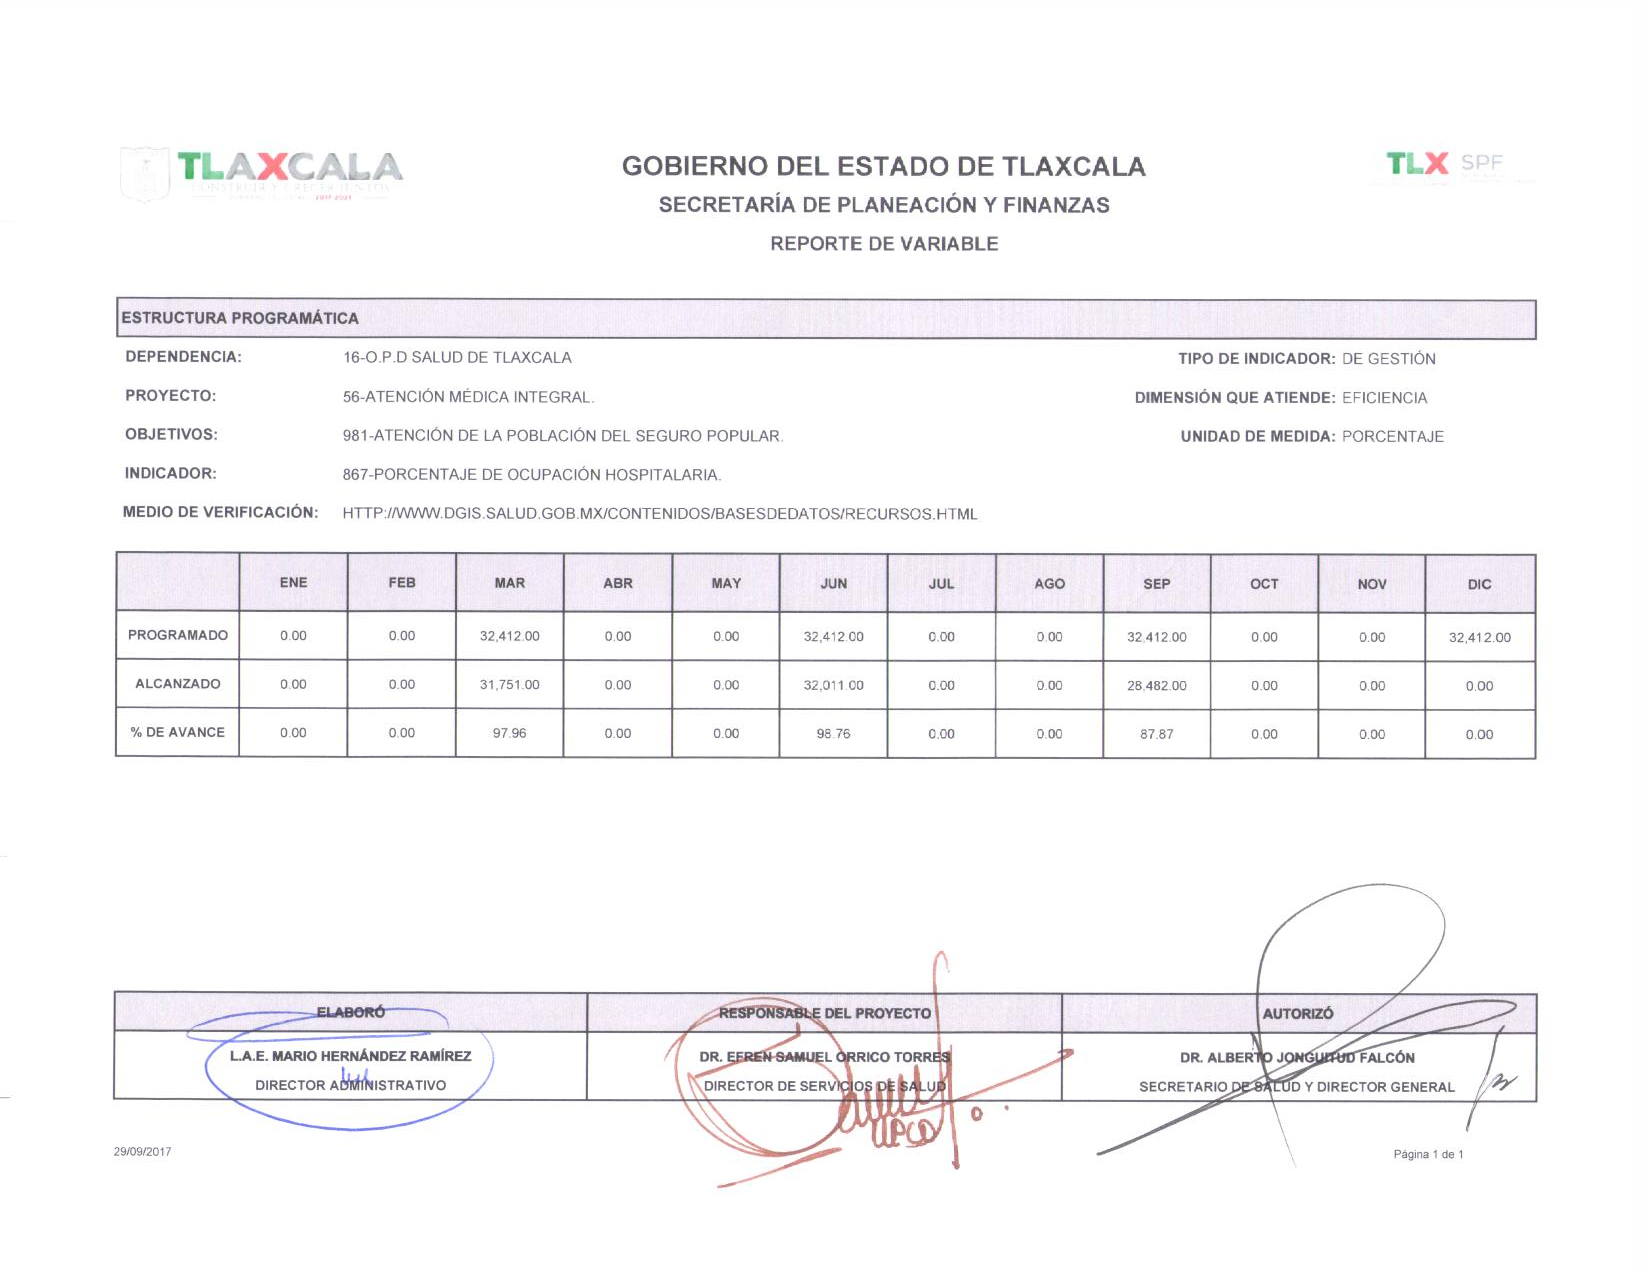 TLAXCALA
CONSTRUIR Y CRECER JUNTOS
2017-2021
GOBIERNO DEL ESTADO DE TLAXCALA
SECRETARÍA DE PLANEACIÓN Y FINANZAS
REPORTE DE VARIABLE
TLX SPF
ESTRUCTURA PROGRAMÁTICA
DEPENDENCIA: 16-O.P.D SALUD DE TLAXCALA TIPO DE INDICADOR: DE GESTIÓN
PROYECTO: 56-ATENCIÓN MÉDICA INTEGRAL. DIMENSIÓN QUE ATIENDE: EFICIENCIA
OBJETIVOS: 981-ATENCIÓN DE LA POBLACIÓN DEL SEGURO POPULAR. UNIDAD DE MEDIDA: PORCENTAJE
INDICADOR: 867-PORCENTAJE DE OCUPACIÓN HOSPITALARIA.
MEDIO DE VERIFICACIÓN: HTTP://WWW.DGIS.SALUD.GOB.MX/CONTENIDOS/BASESDEDATOS/RECURSOS.HTML
ENE FEB MAR ABR MAY JUN JUL AGO SEP OCT NOV DIC
PROGRAMADO 0.00 0.00 32,412.00 0.00 0.00 32,412.00 0.00 0.00 32,412.00 0.00 0.00 32,412.00
ALCANZADO 0.00 0.00 31,751.00 0.00 0.00 32,011.00 0.00 0.00 28,482.00 0.00 0.00 0.00
% DE AVANCE 0.00 0.00 97.96 0.00 0.00 98.76 0.00 0.00 87.87 0.00 0.00 0.00
ELABORÓ RESPONSABLE DEL PROYECTO AUTORIZÓ
L.A.E. MARIO HERNÁNDEZ RAMÍREZ DR. EFREN SAMUEL ORRICO TORRES DR. ALBERTO JONGUITUD FALCÓN
DIRECTOR ADMINISTRATIVO DIRECTOR DE SERVICIOS DE SALUD SECRETARIO DE SALUD Y DIRECTOR GENERAL
29/09/2017 Página 1 de 1